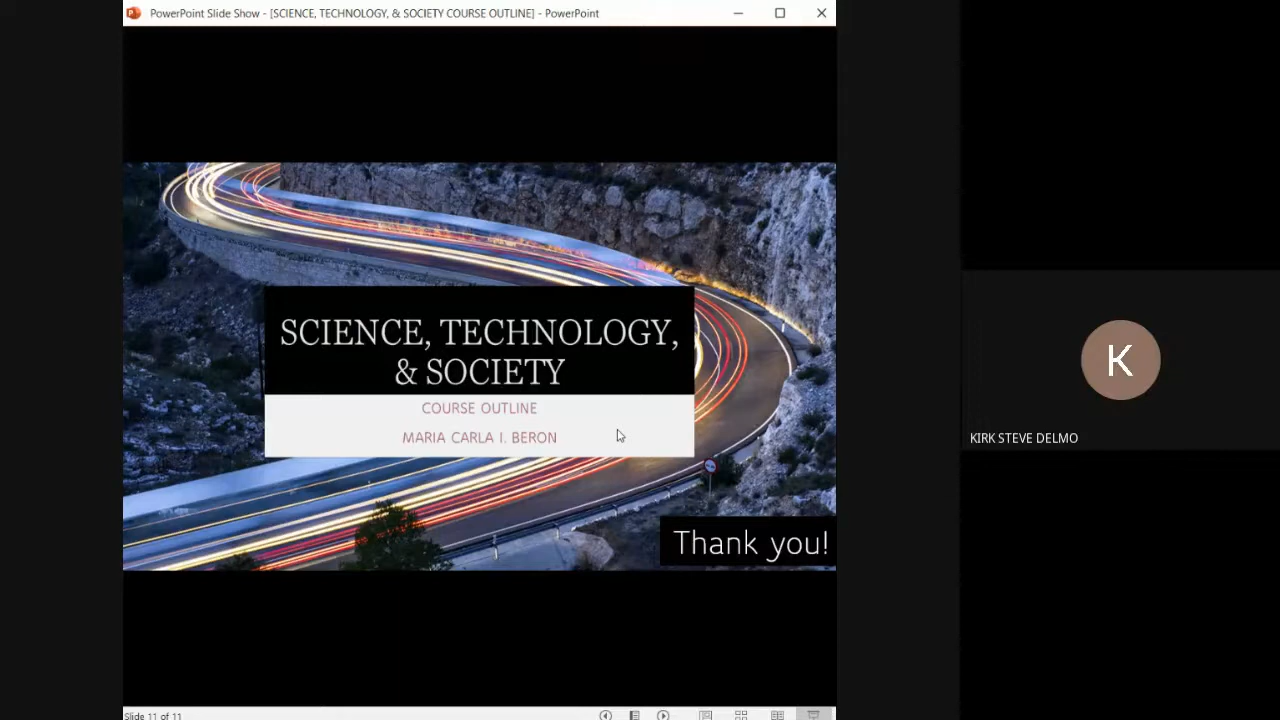 PowerPoint Slide Show - [SCIENCE, TECHNOLOGY, & SOCIETY COURSE OUTLINE] - PowerPoint
SCIENCE, TECHNOLOGY,
& SOCIETY
COURSE OUTLINE
MARIA CARLA I. BERON
Thank you!
K
KIRK STEVE DELMO
Slide 11 of 11